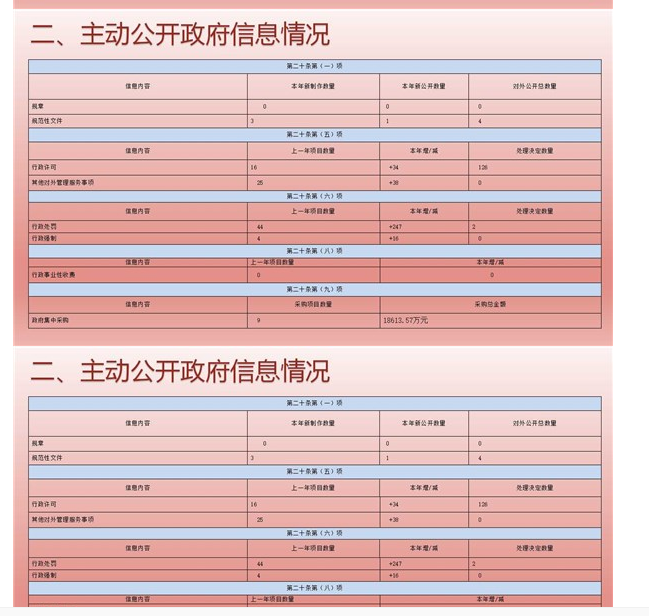 二、主动公开政府信息情况
第二十条第（一）项
信息内容 本年新制作数量 本年新公开数量 对外公开总数量
规章 0 0 0
规范性文件 3 1 4
第二十条第（五）项
信息内容 上一年项目数量 本年增/减 处理决定数量
行政许可 16 +34 126
其他对外管理服务事项 25 +38 0
第二十条第（六）项
信息内容 上一年项目数量 本年增/减 处理决定数量
行政处罚 44 +247 2
行政强制 4 +16 0
第二十条第（八）项
信息内容 上一年项目数量 本年增/减
行政事业性收费 0 0
第二十条第（九）项
信息内容 采购项目数量 采购总金额
政府集中采购 9 18613.57万元
二、主动公开政府信息情况
第二十条第（一）项
信息内容 本年新制作数量 本年新公开数量 对外公开总数量
规章 0 0 0
规范性文件 3 1 4
第二十条第（五）项
信息内容 上一年项目数量 本年增/减 处理决定数量
行政许可 16 +34 126
其他对外管理服务事项 25 +38 0
第二十条第（六）项
信息内容 上一年项目数量 本年增/减 处理决定数量
行政处罚 44 +247 2
行政强制 4 +16 0
第二十条第（八）项
信息内容 上一年项目数量 本年增/减